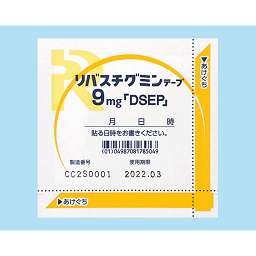 リバスチグミンテープ
9mg「DSEP」
月 日 時
貼る日時をお書きください。
(01)04987081785049
製造番号 使用期限
CC2S0001 2022.03
▶あけぐち
▶あけぐち